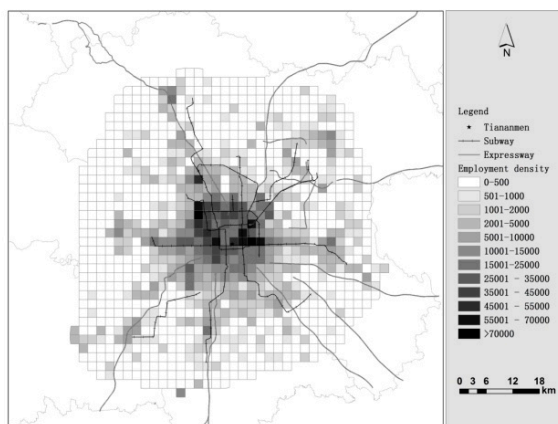 N
Legend
Tiananmen
Subway
Expressway
Employment density
0-500
501-1000
1001-2000
2001-5000
5001-10000
10001-15000
15001-25000
25001 - 35000
35001 - 45000
45001 - 55000
55001 - 70000
>70000
0 3 6 12 18
km